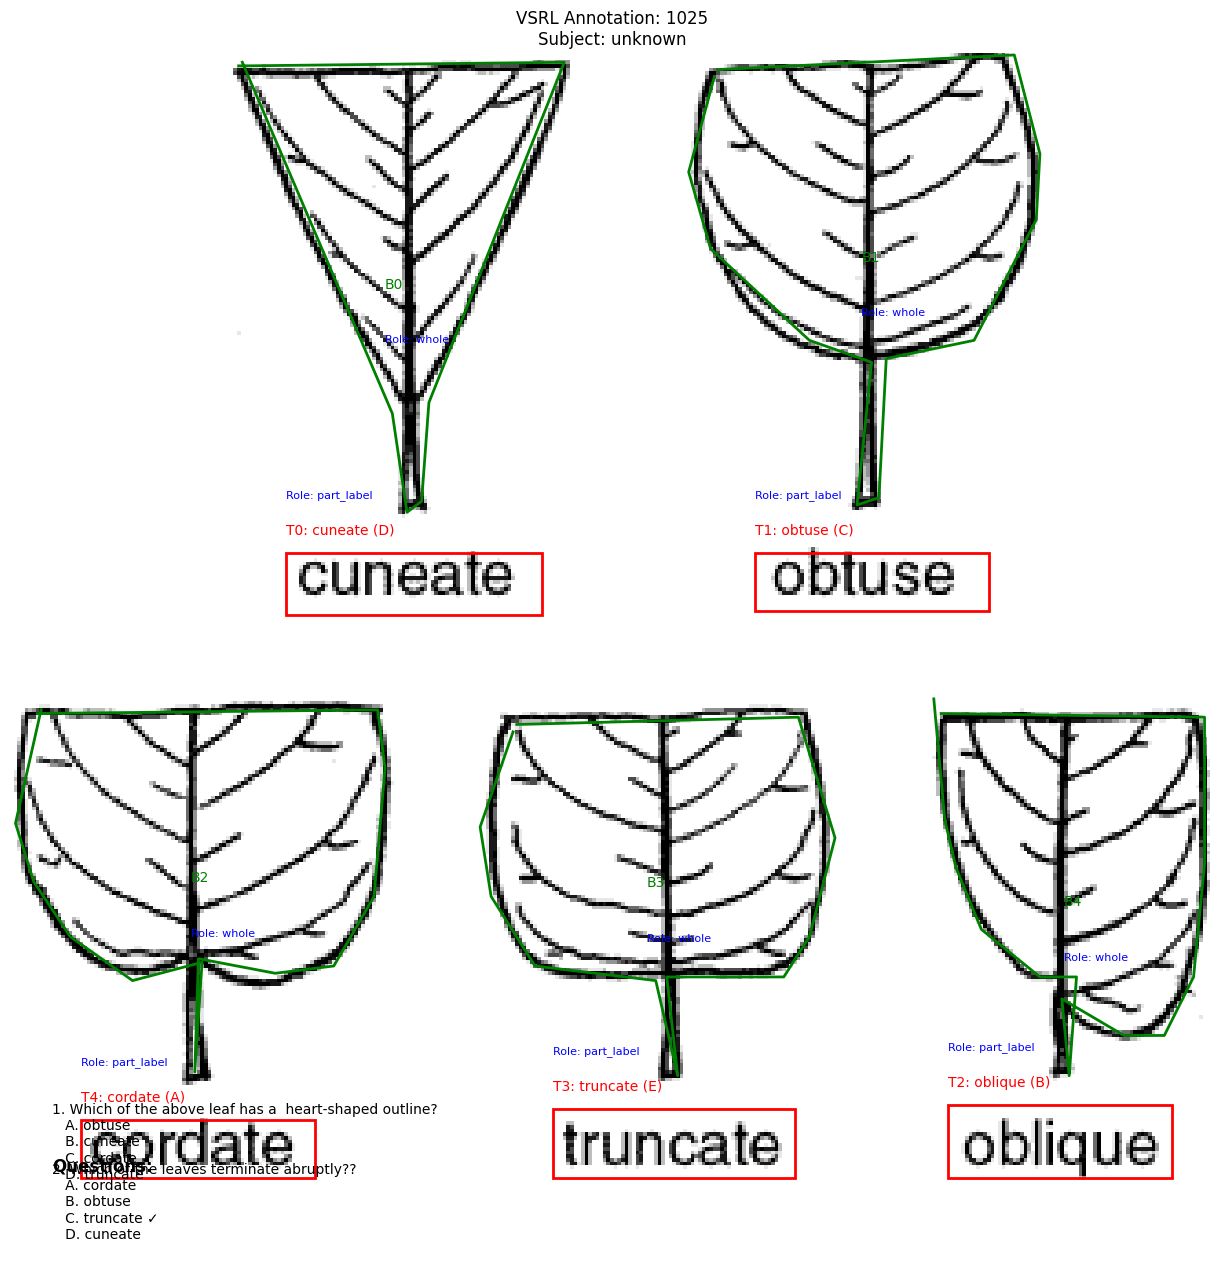 VSRL Annotation: 1025
Subject: unknown
B0
Role: whole
B1
Role: whole
Role: part_label
T0: cuneate (D)
cuneate
Role: part_label
T1: obtuse (C)
obtuse
B2
Role: whole
B3
Role: whole
B4
Role: whole
Role: part_label
T4: cordate (A)
cordate
Role: part_label
T3: truncate (E)
truncate
Role: part_label
T2: oblique (B)
oblique
1. Which of the above leaf has a  heart-shaped outline?
A. obtuse
B. cuneate
C. cordate
D. truncate
Questions:
2. the leaves terminate abruptly??
A. cordate
B. obtuse
C. truncate ✓
D. cuneate